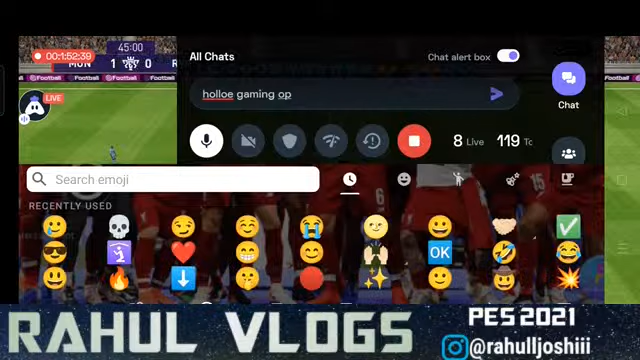 45:00
00:1:52:39
All Chats
Chat alert box
MUN 1 0 R
LIVE
holloe gaming op
Chat
8 Live 119 To
Search emoji
RECENTLY USED
OK
RAHUL VLOGS
PES 2021
@rahulljoshiii